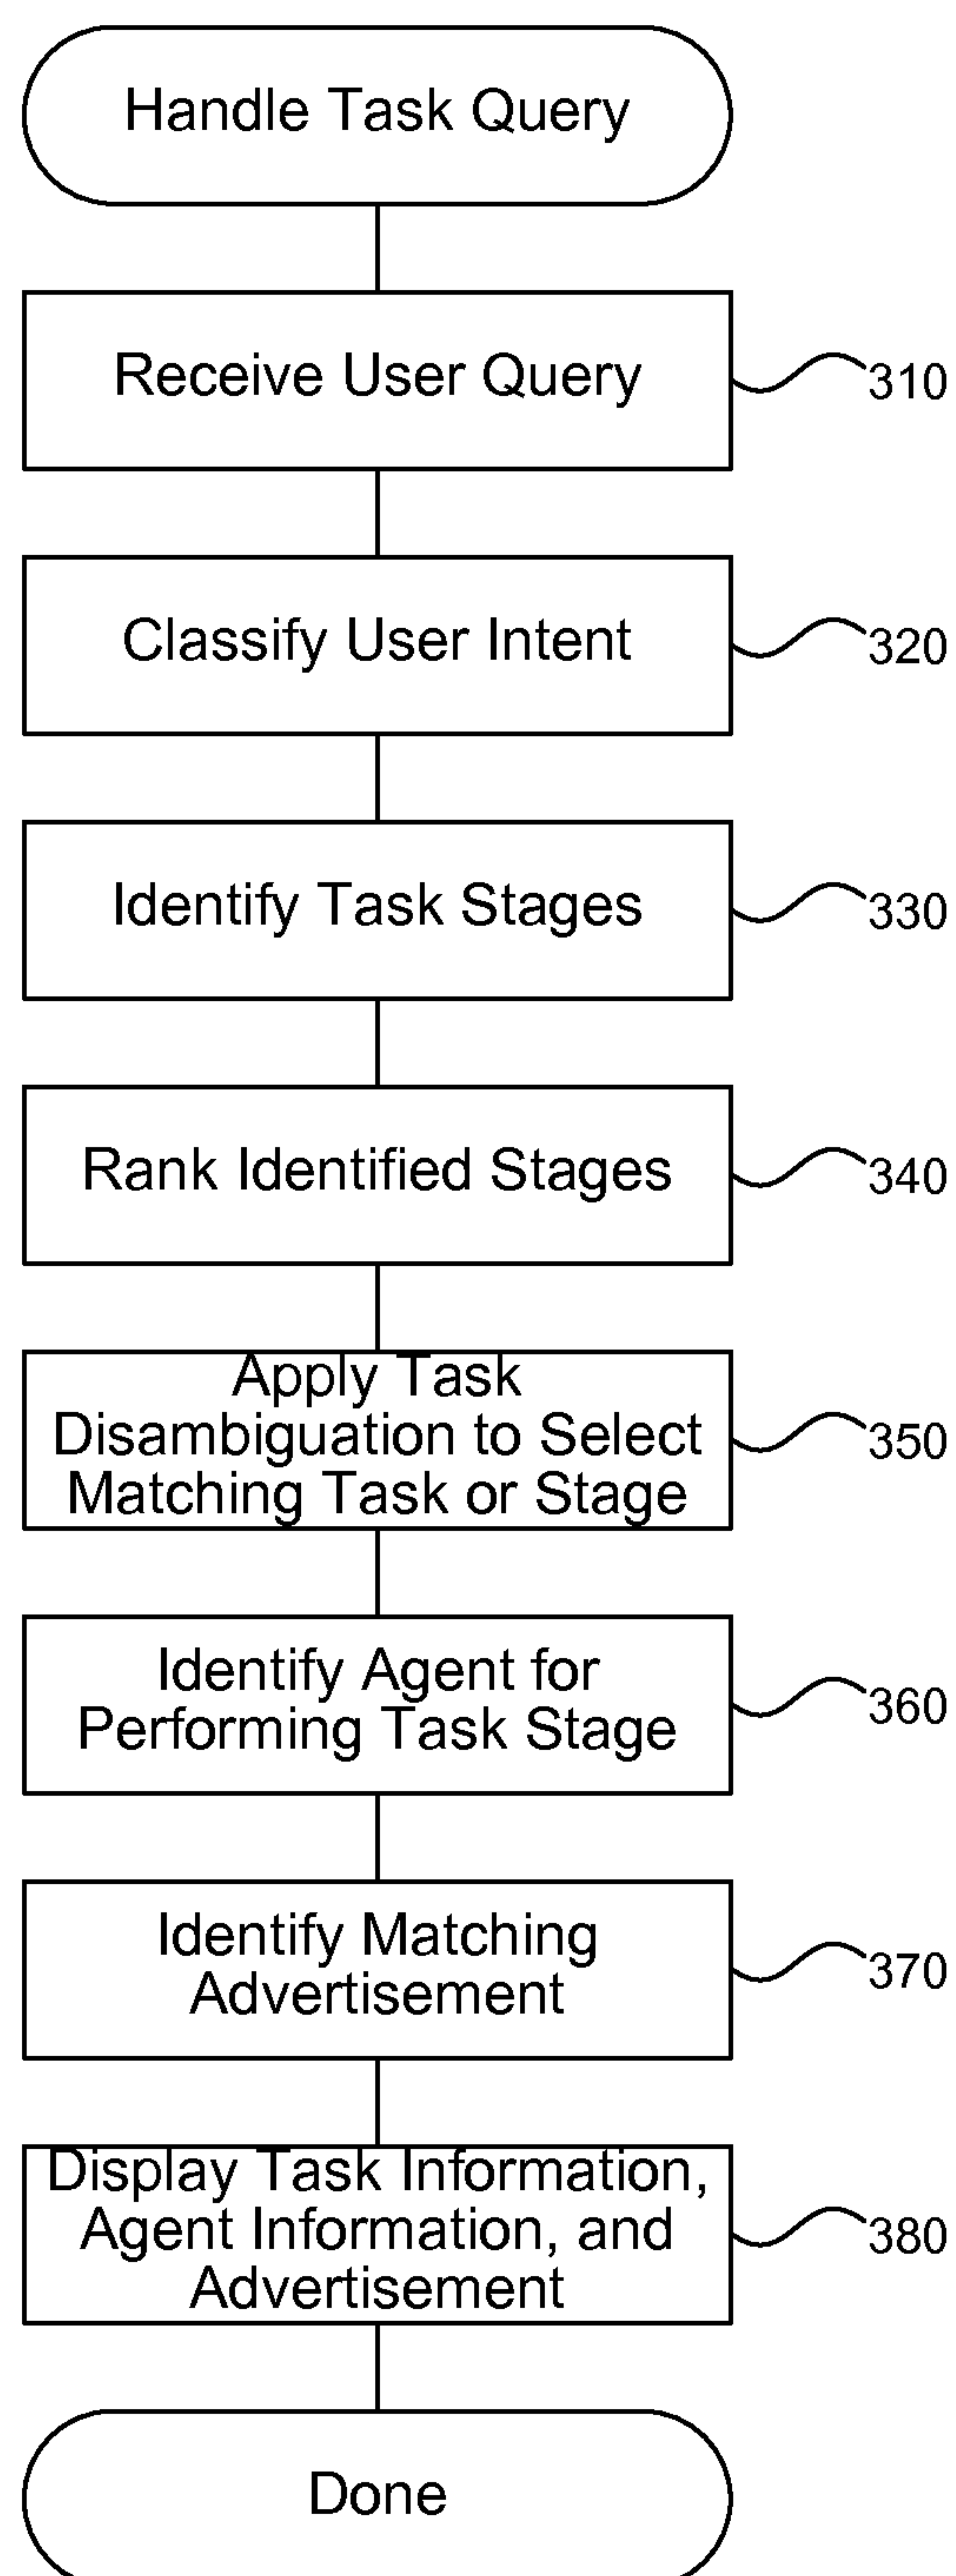 Handle Task Query
Receive User Query
310
Classify User Intent
320
Identify Task Stages
330
Rank Identified Stages
340
Apply Task
Disambiguation to Select
Matching Task or Stage
350
Identify Agent for
Performing Task Stage
360
Identify Matching
Advertisement
370
Display Task Information,
Agent Information, and
Advertisement
380
Done